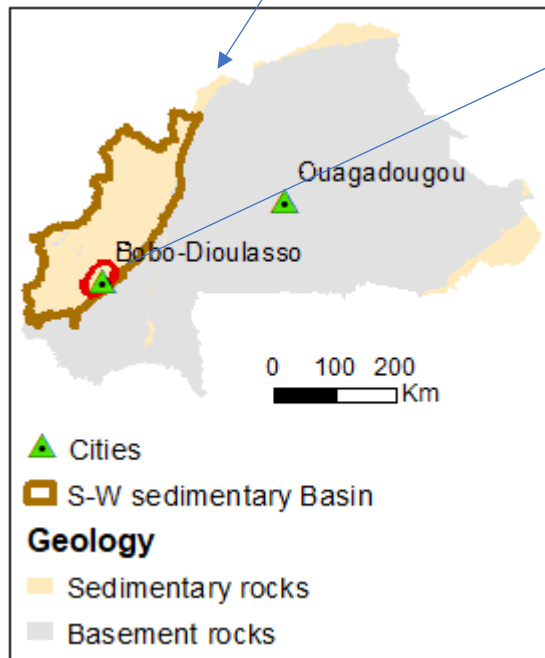 Ouagadougou
Bobo-Dioulasso
0 100 200
Km
Cities
S-W sedimentary Basin
Geology
Sedimentary rocks
Basement rocks